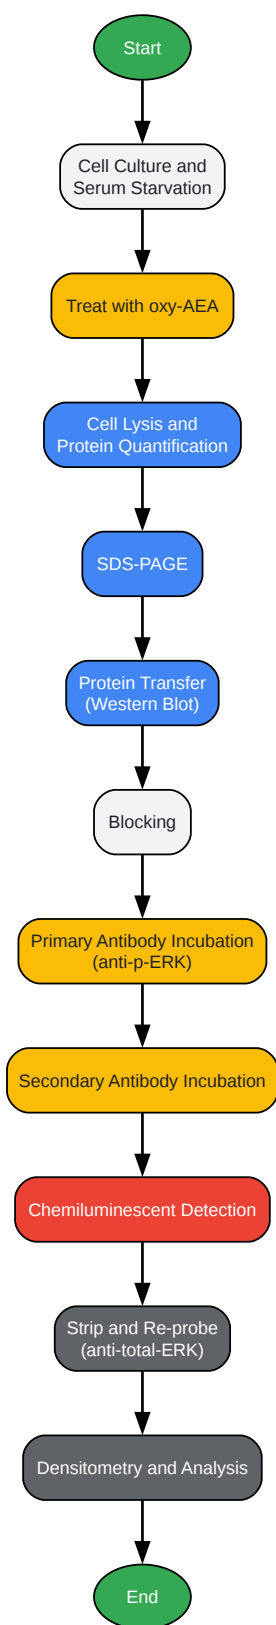 Start
Cell Culture and
Serum Starvation
Treat with oxy-AEA
Cell Lysis and
Protein Quantification
SDS-PAGE
Protein Transfer
(Western Blot)
Blocking
Primary Antibody Incubation
(anti-p-ERK)
Secondary Antibody Incubation
Chemiluminescent Detection
Strip and Re-probe
(anti-total-ERK)
Densitometry and Analysis
End